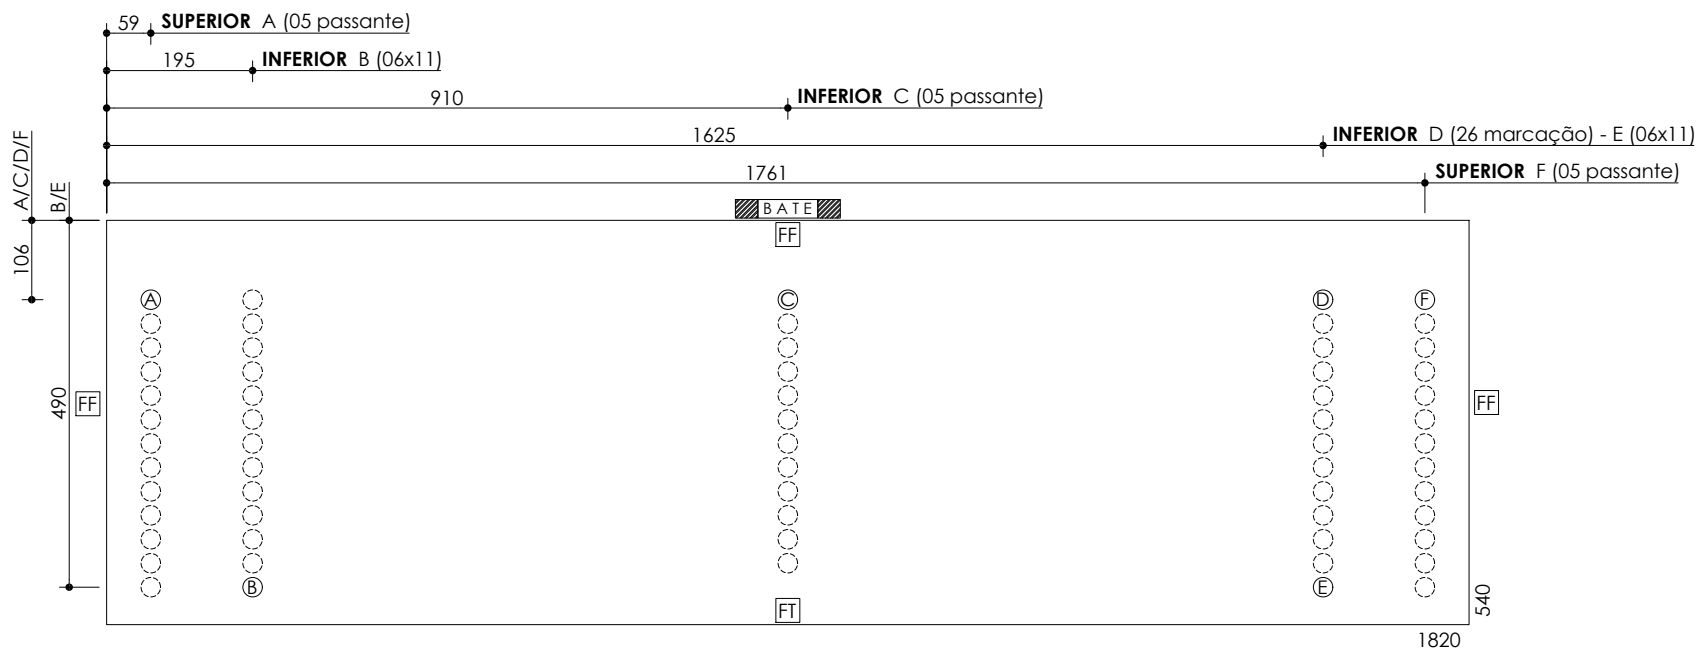 59 SUPERIOR A (05 passante)
195 INFERIOR B (06x11)
910 INFERIOR C (05 passante)
1625 INFERIOR D (26 marcação) - E (06x11)
1761 SUPERIOR F (05 passante)
A/C/D/F
B/E
BATE
FF
106
A
C
D
F
490
FF
FF
B
E
FT
540
1820